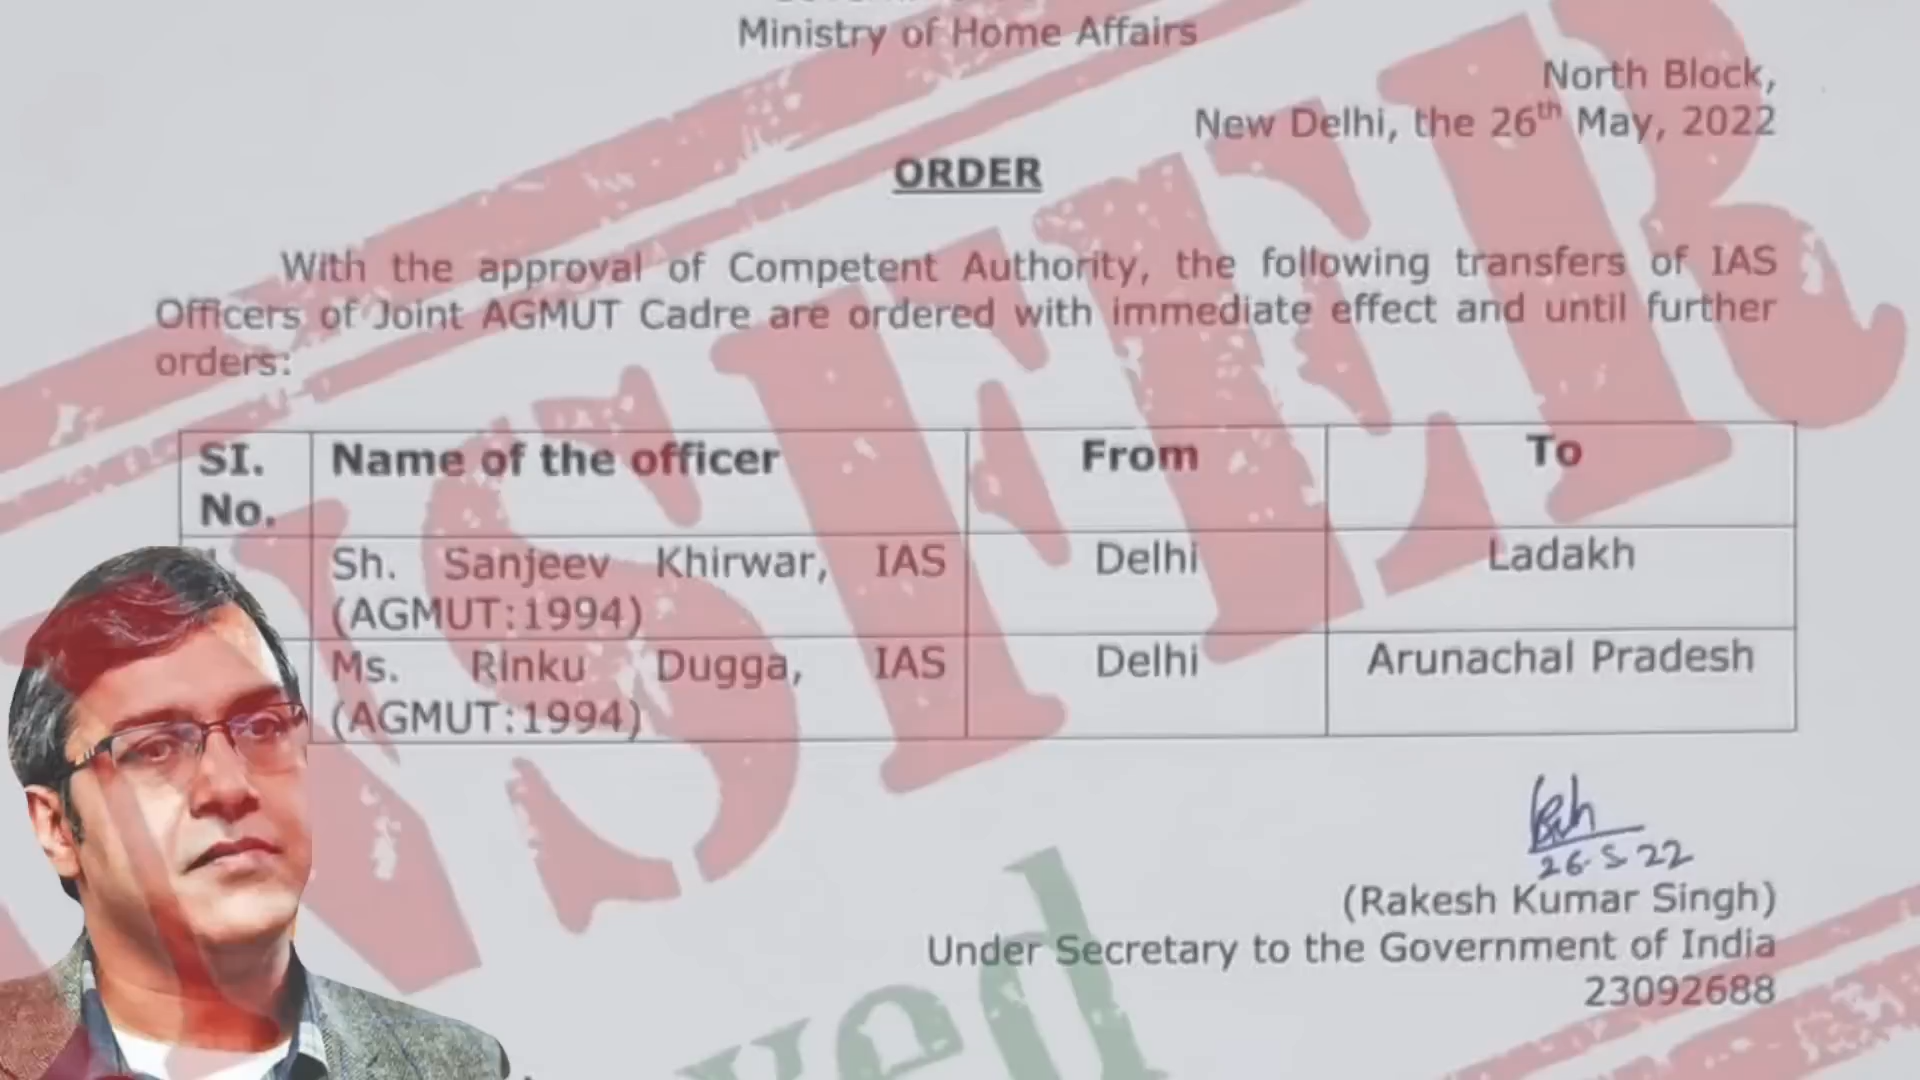 Ministry of Home Affairs
North Block,
New Delhi, the 26th May, 2022
ORDER
With the approval of Competent Authority, the following transfers of IAS
Officers of Joint AGMUT Cadre are ordered with immediate effect and until further
orders:
SI. No. Name of the officer From To
Sh. Sanjeev Khirwar, IAS (AGMUT:1994) Delhi Ladakh
Ms. Rinku Dugga, IAS (AGMUT:1994) Delhi Arunachal Pradesh
26-5-22
(Rakesh Kumar Singh)
Under Secretary to the Government of India
23092688
NSFER
ved